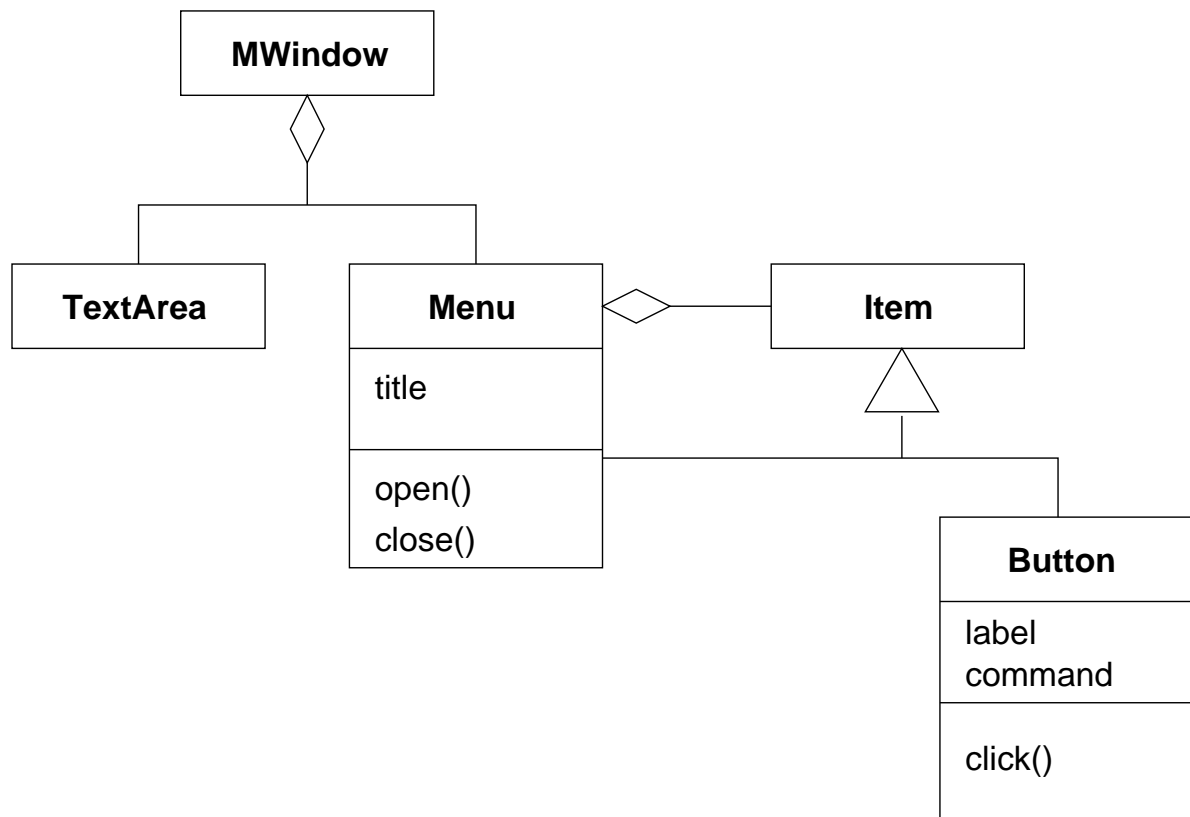 MWindow
TextArea
Menu
Item
title
open()
close()
Button
label
command
click()